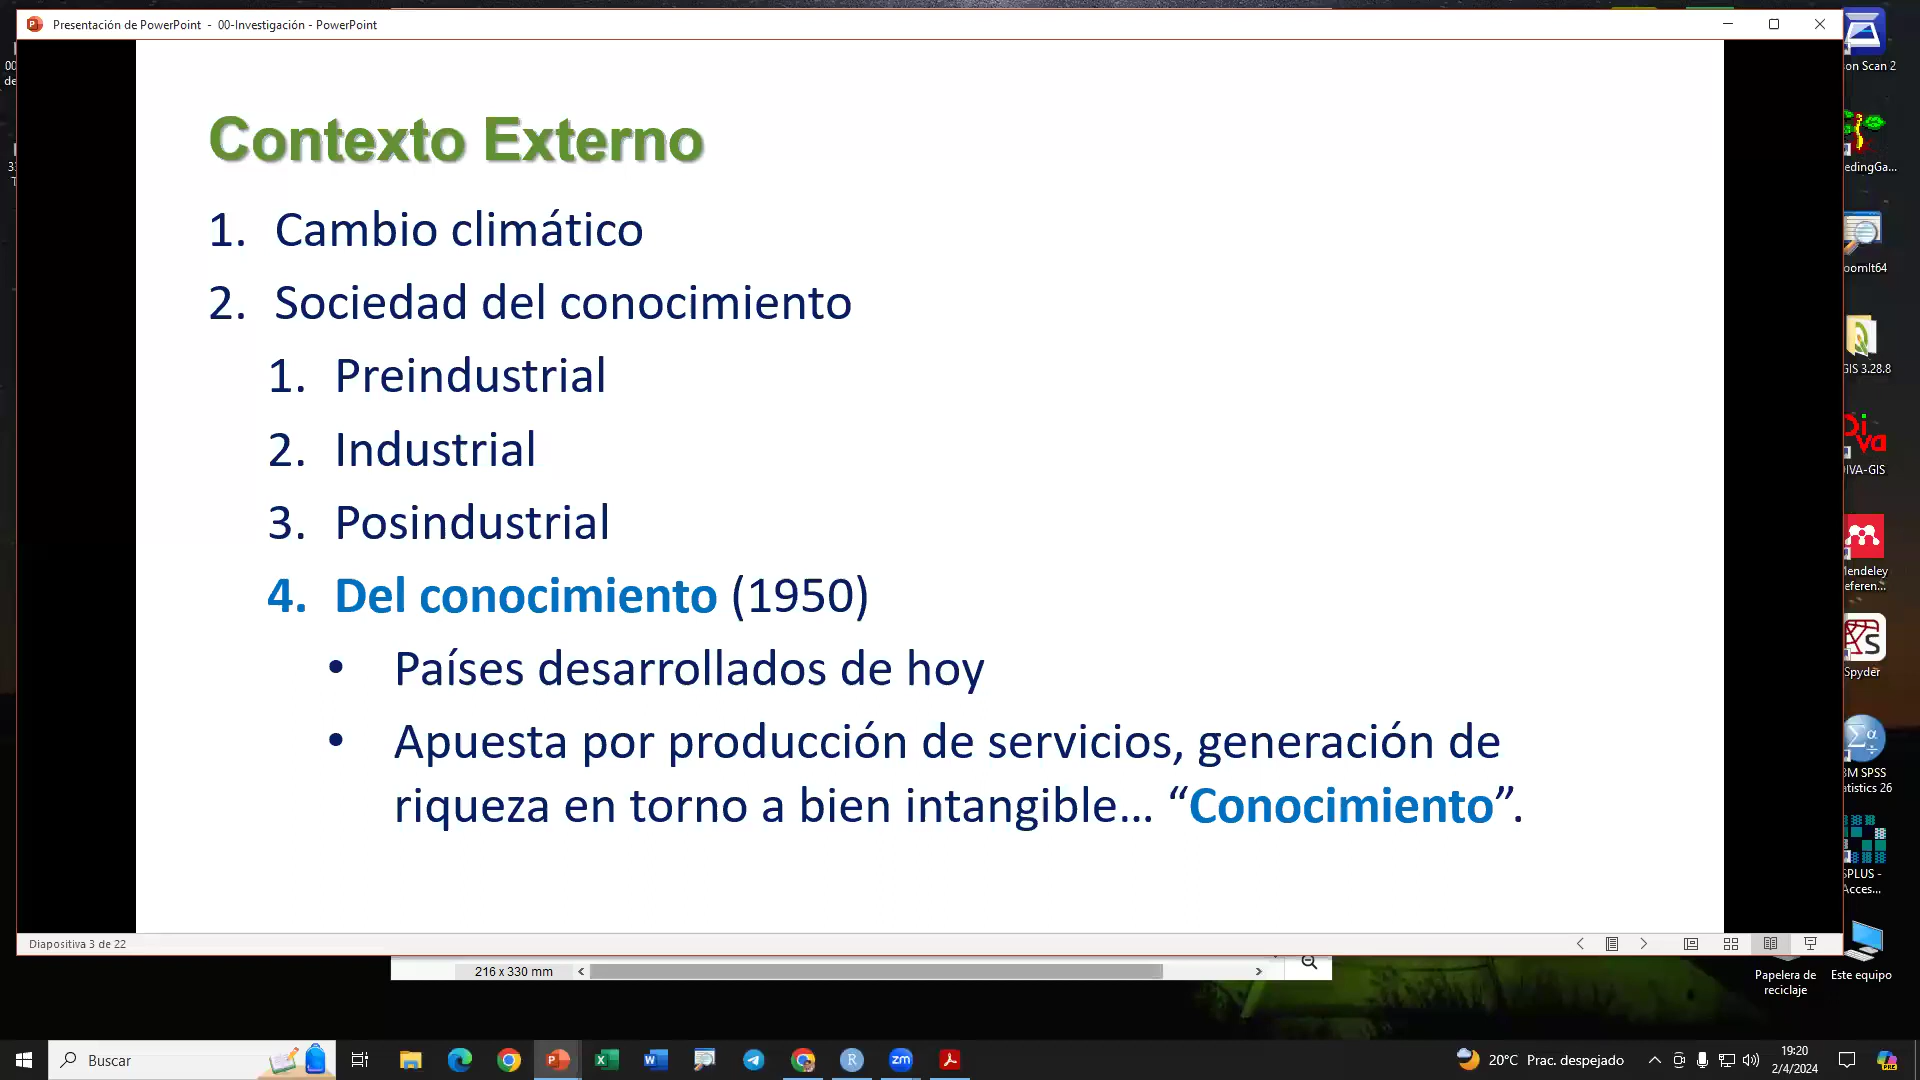 Presentación de PowerPoint - 00-Investigación - PowerPoint
Contexto Externo
1. Cambio climático
2. Sociedad del conocimiento
1. Preindustrial
2. Industrial
3. Posindustrial
4. Del conocimiento (1950)
• Países desarrollados de hoy
• Apuesta por producción de servicios, generación de
riqueza en torno a bien intangible... “Conocimiento”.
Diapositiva 3 de 22
216 x 330 mm
on Scan 2
edingGa...
oomIt64
GIS 3.28.8
DIVA-GIS
Mendeley
eferen...
Spyder
BM SPSS
atistics 26
SPLUS -
Acces...
Papelera de
reciclaje
Este equipo
Buscar
20°C Prac. despejado
19:20
2/4/2024